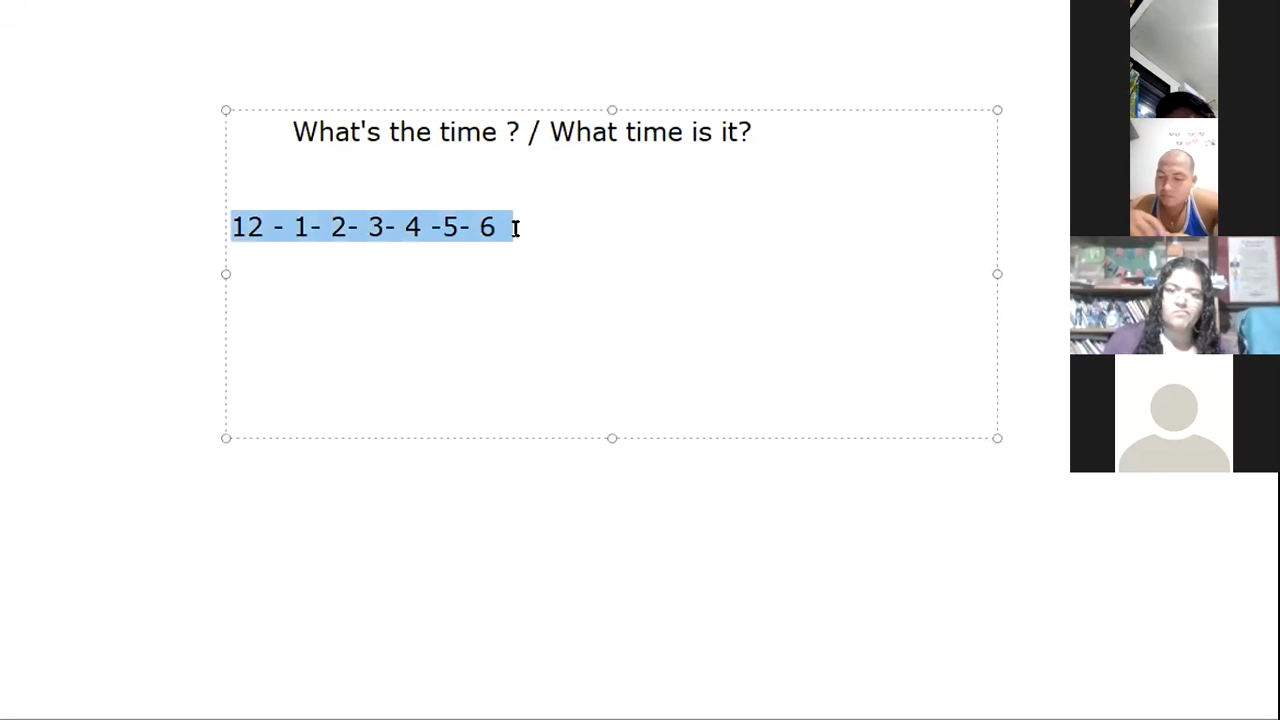 What's the time ? / What time is it?
12 - 1- 2- 3- 4 -5- 6